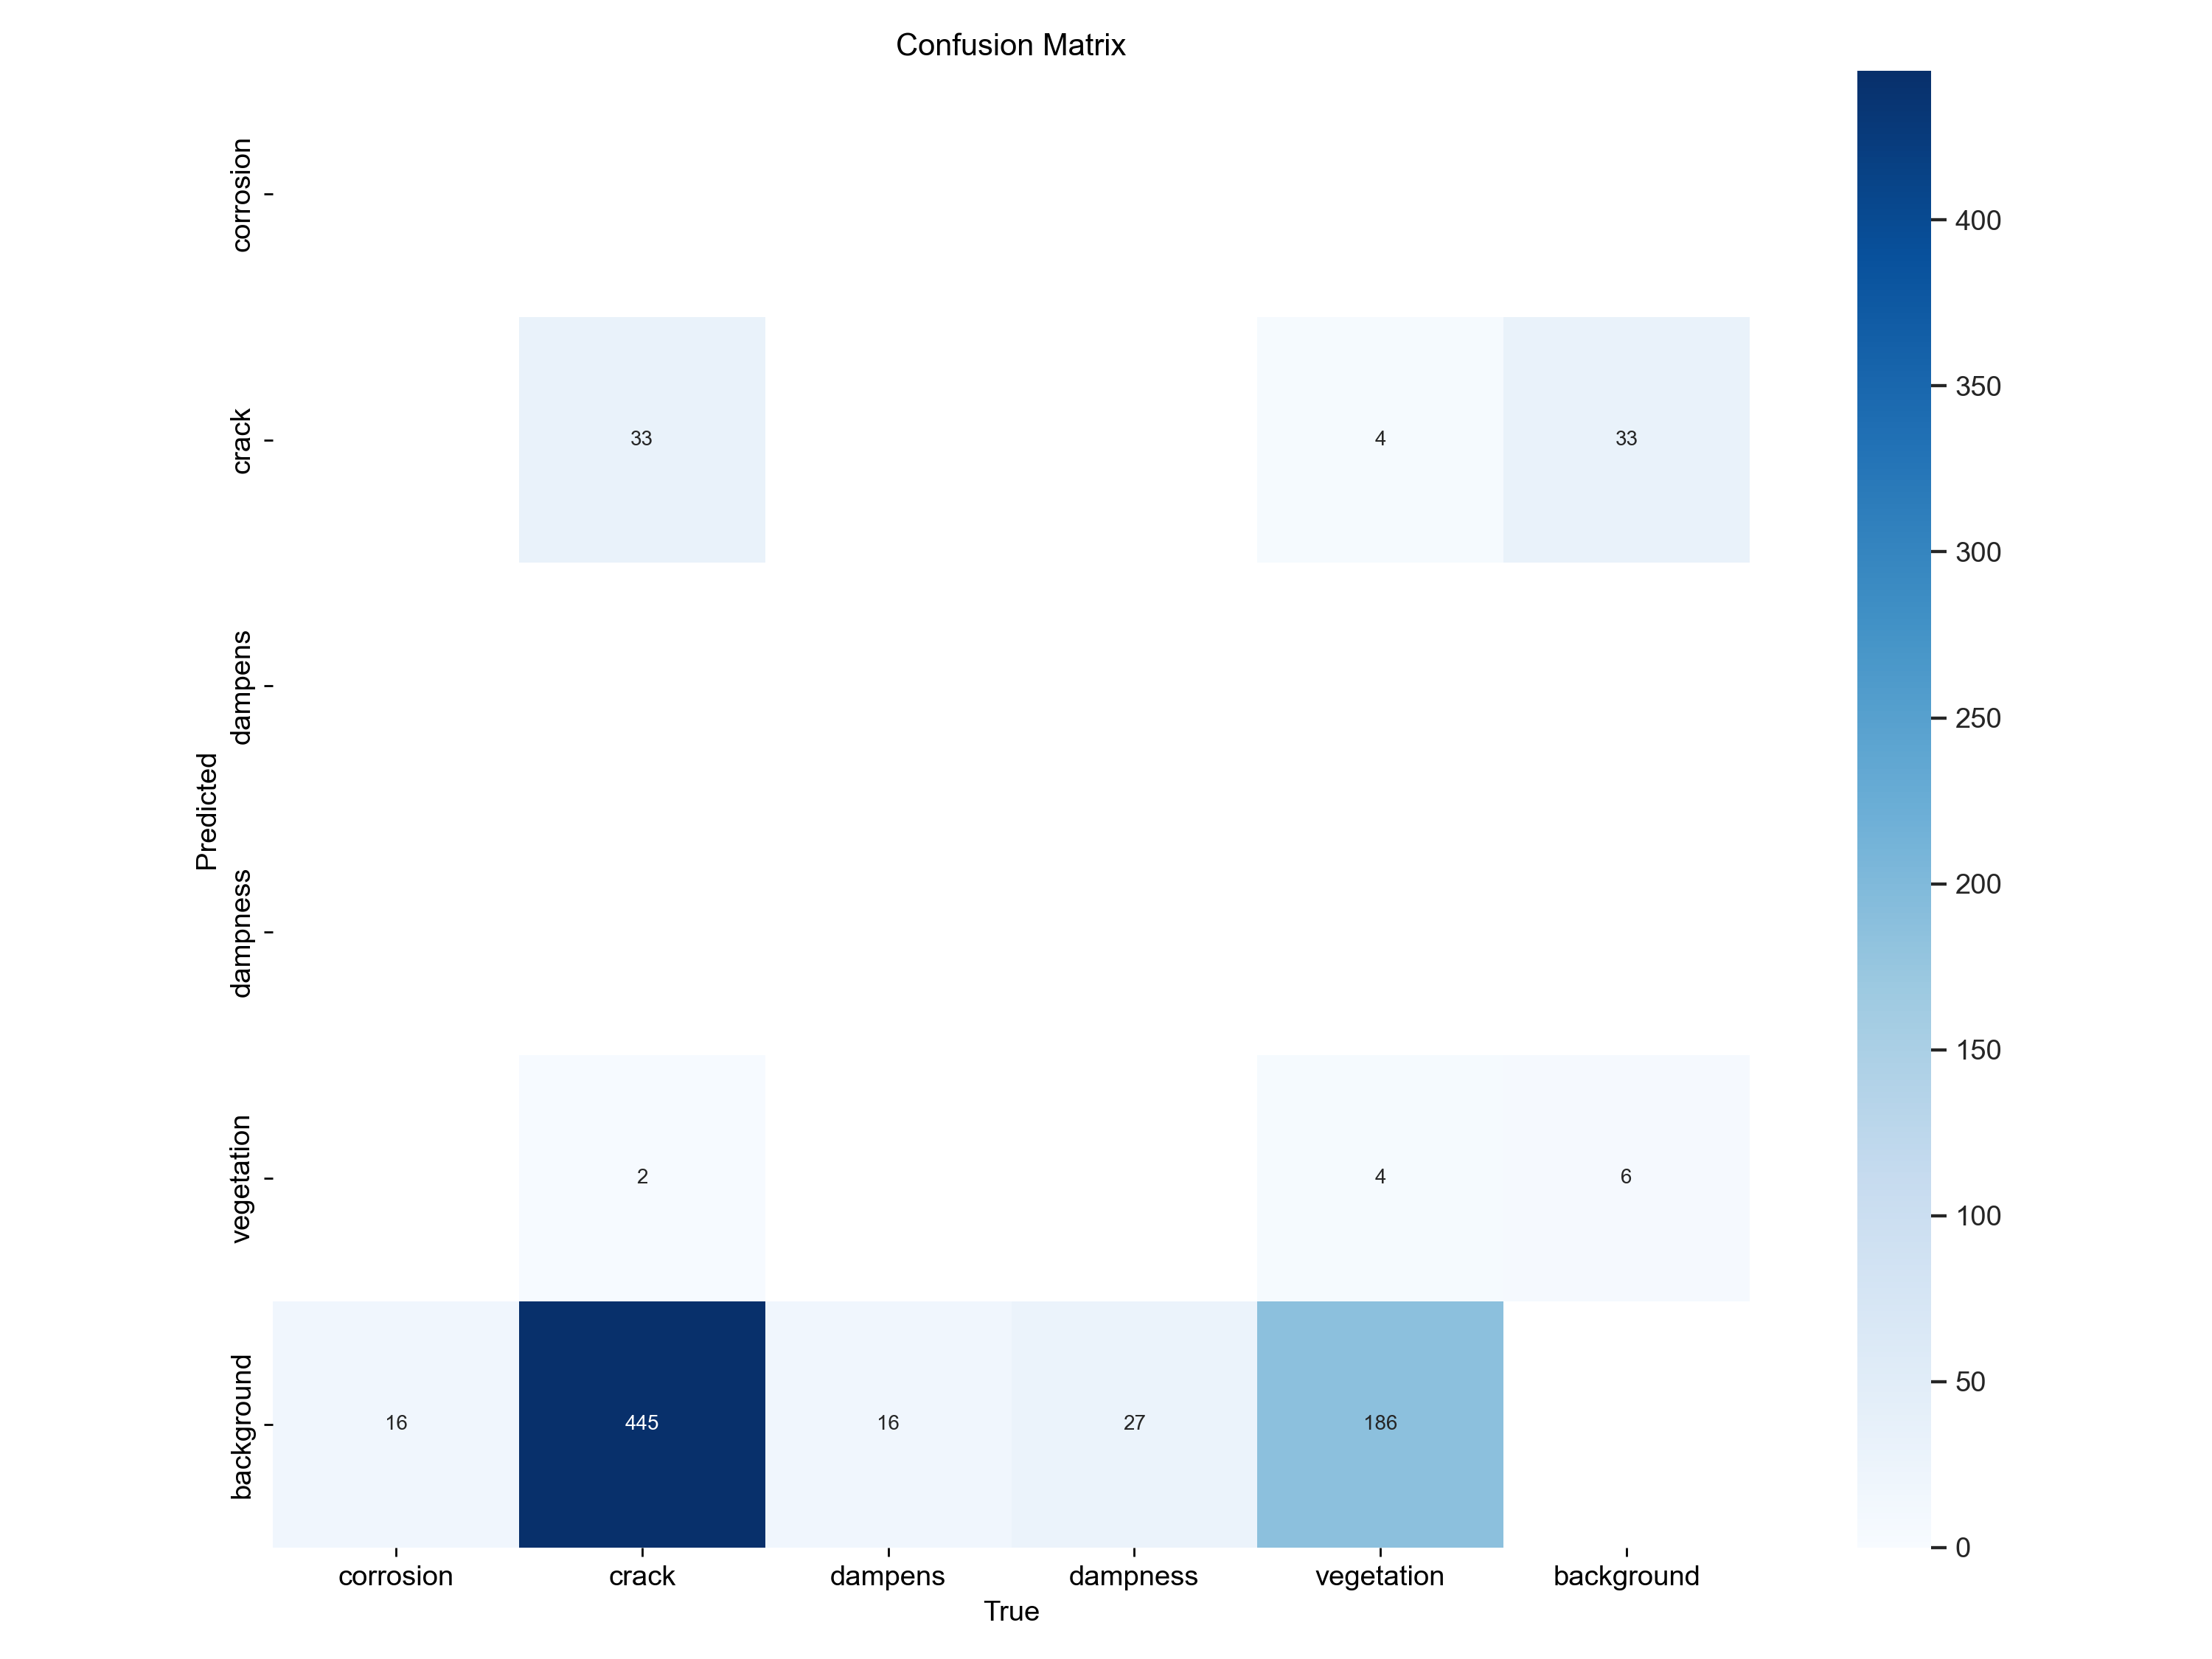 Confusion Matrix
corrosion
crack
33
4
33
dampens
dampness
vegetation
2
4
6
background
16
445
16
27
186
Predicted
corrosion
crack
dampens
dampness
vegetation
background
True
400
350
300
250
200
150
100
50
0